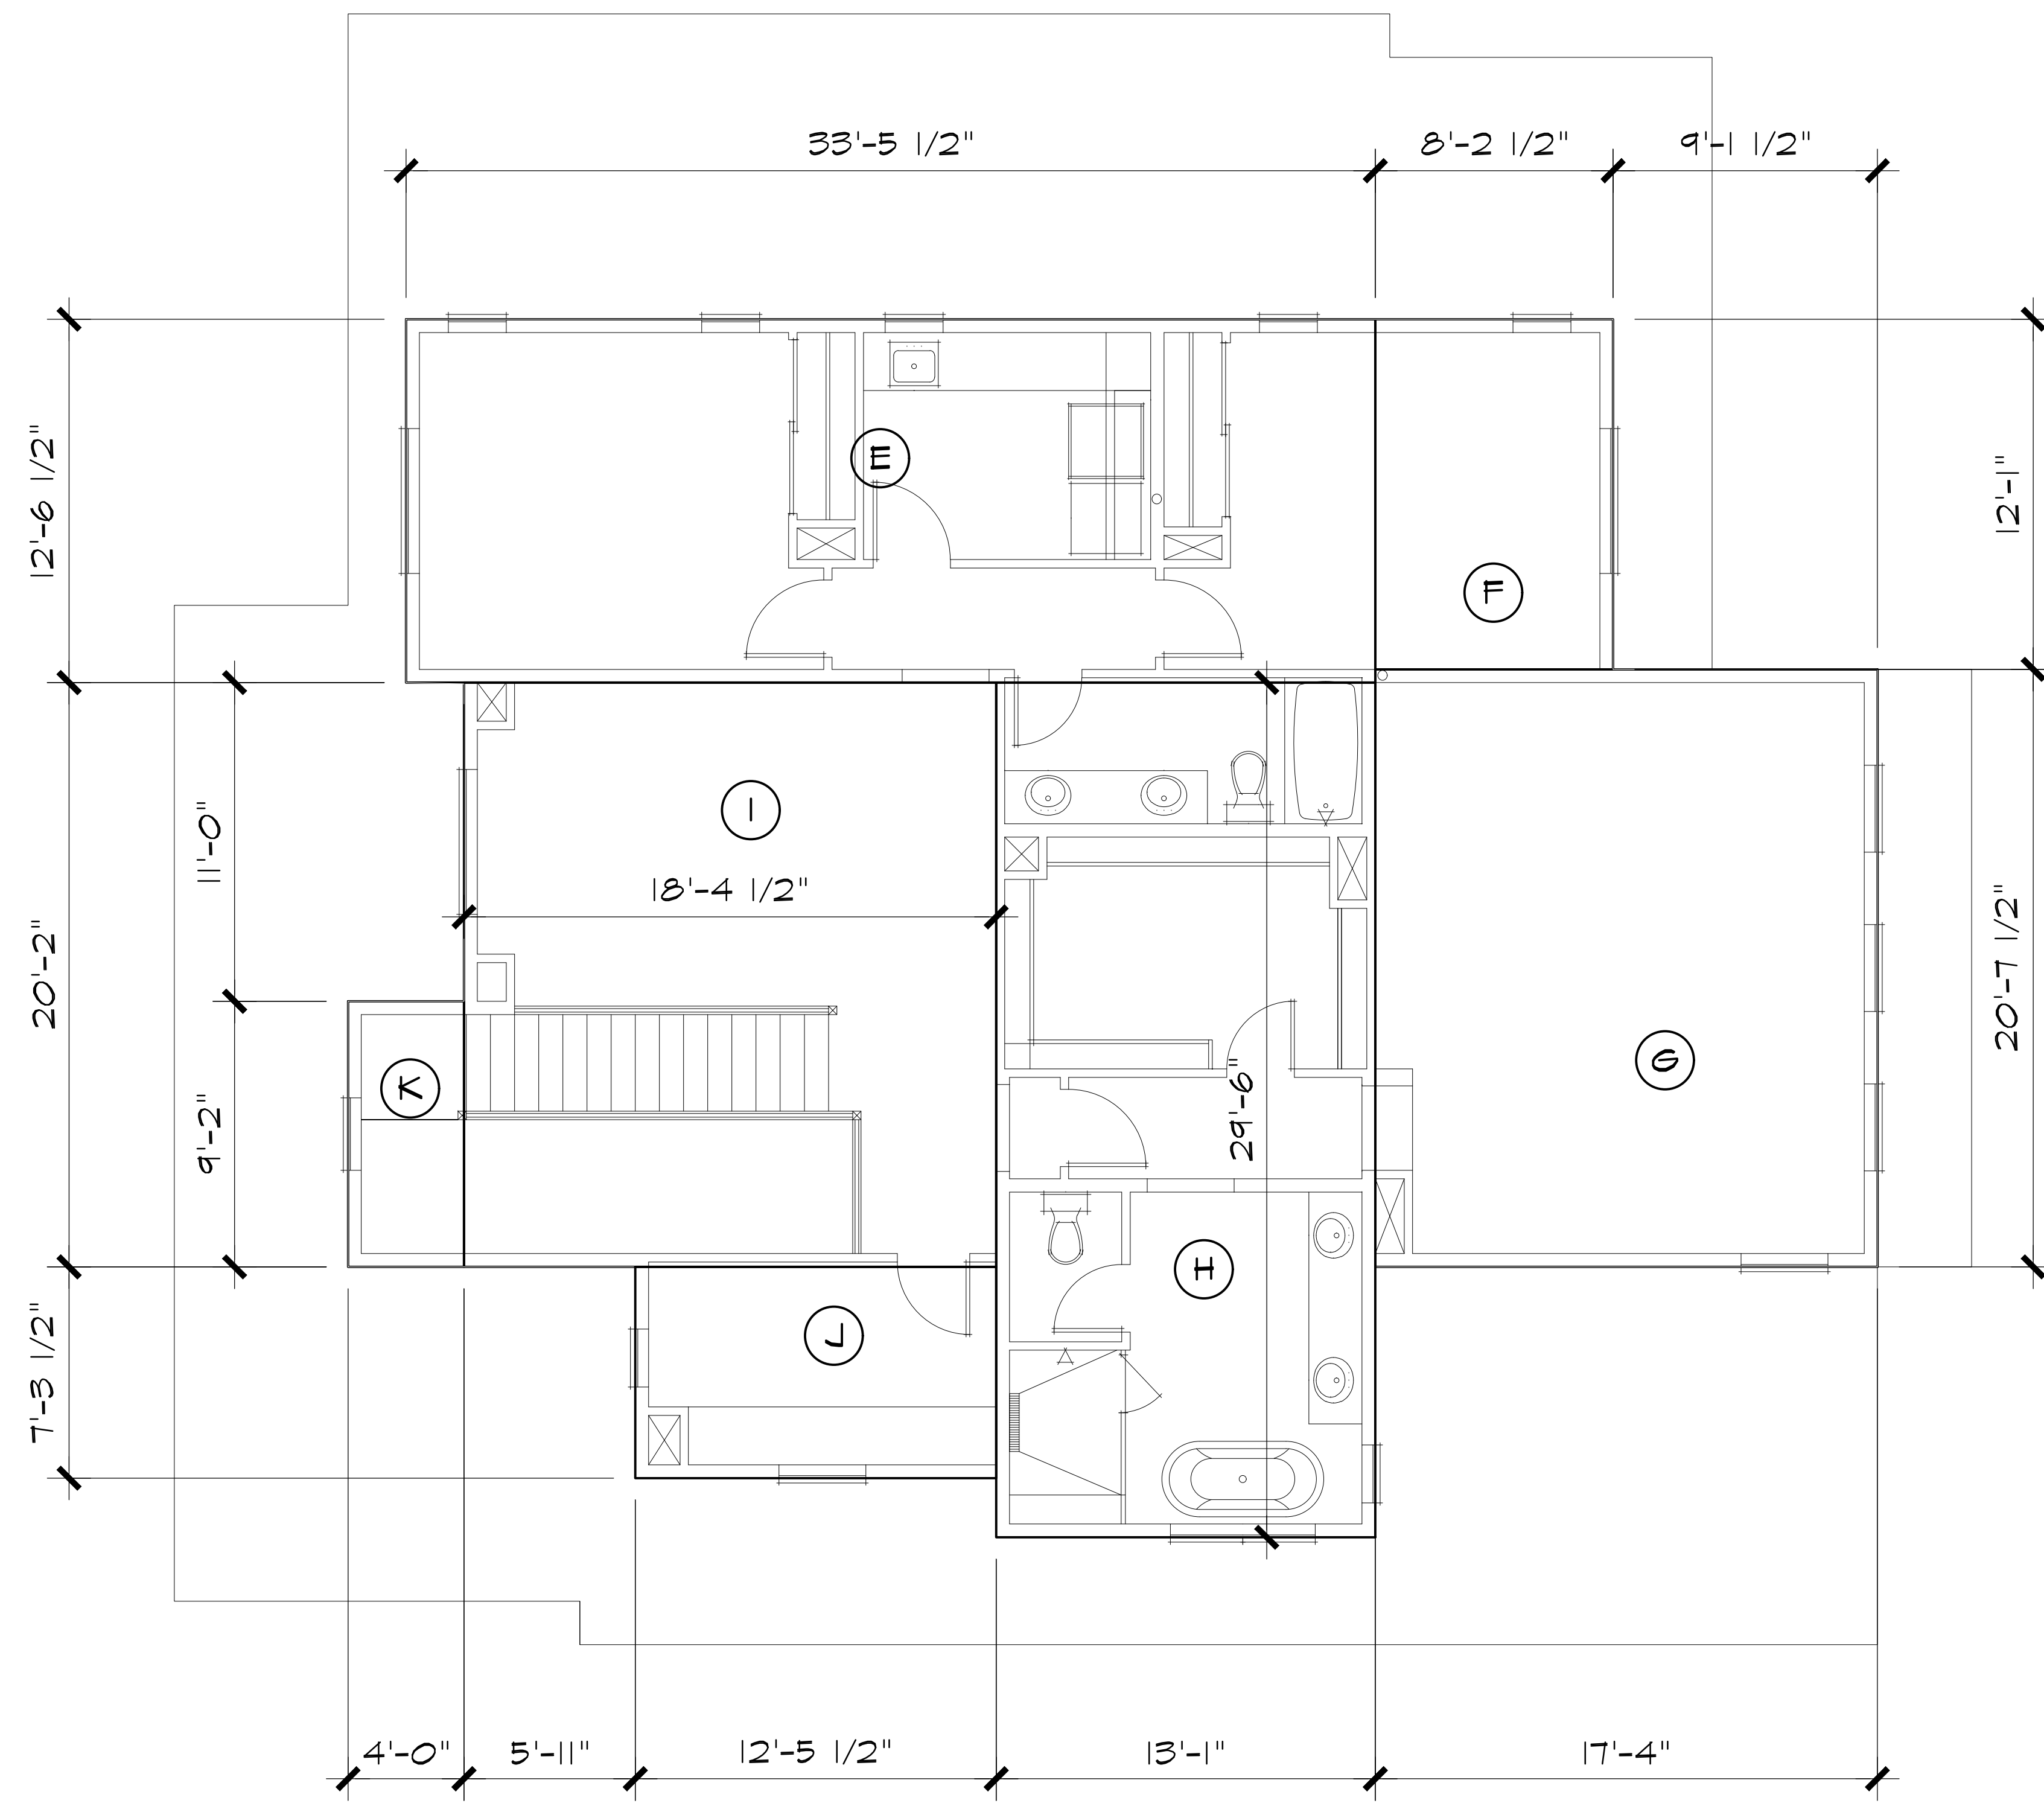 33'-5 1/2" 8'-2 1/2" 9'-1 1/2"
12'-6 1/2"
12'-1"
E
F
11'-0"
I
18'-4 1/2"
20'-2"
20'-7 1/2"
G
K
9'-2"
29'-6"
H
J
7'-3 1/2"
4'-0" 5'-11" 12'-5 1/2" 13'-1" 17'-4"